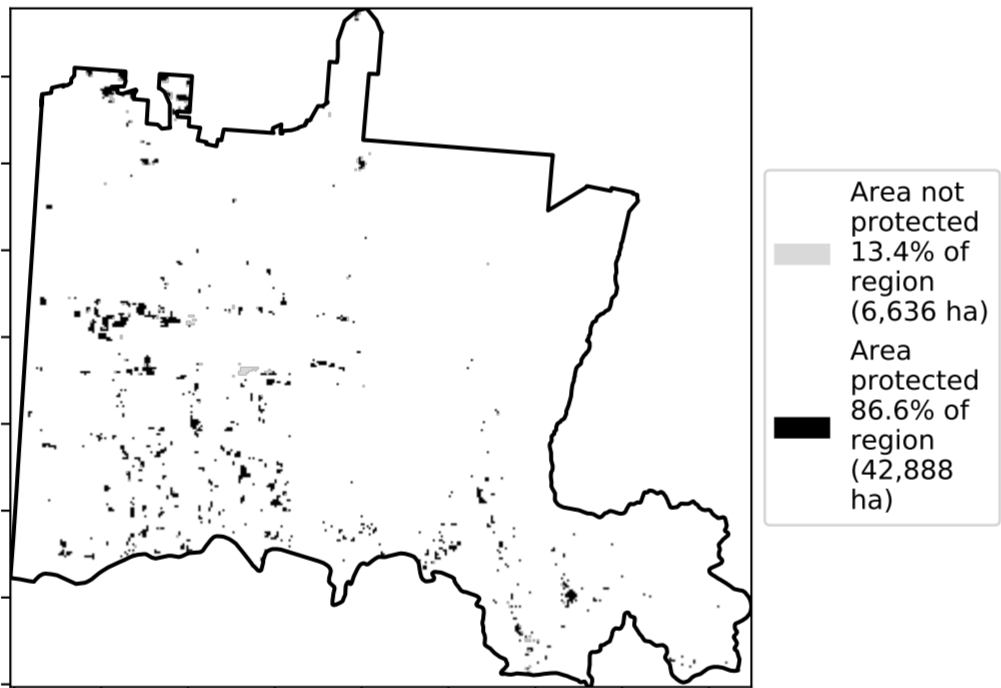 Area not
protected
13.4% of
region
(6,636 ha)
Area
protected
86.6% of
region
(42,888
ha)